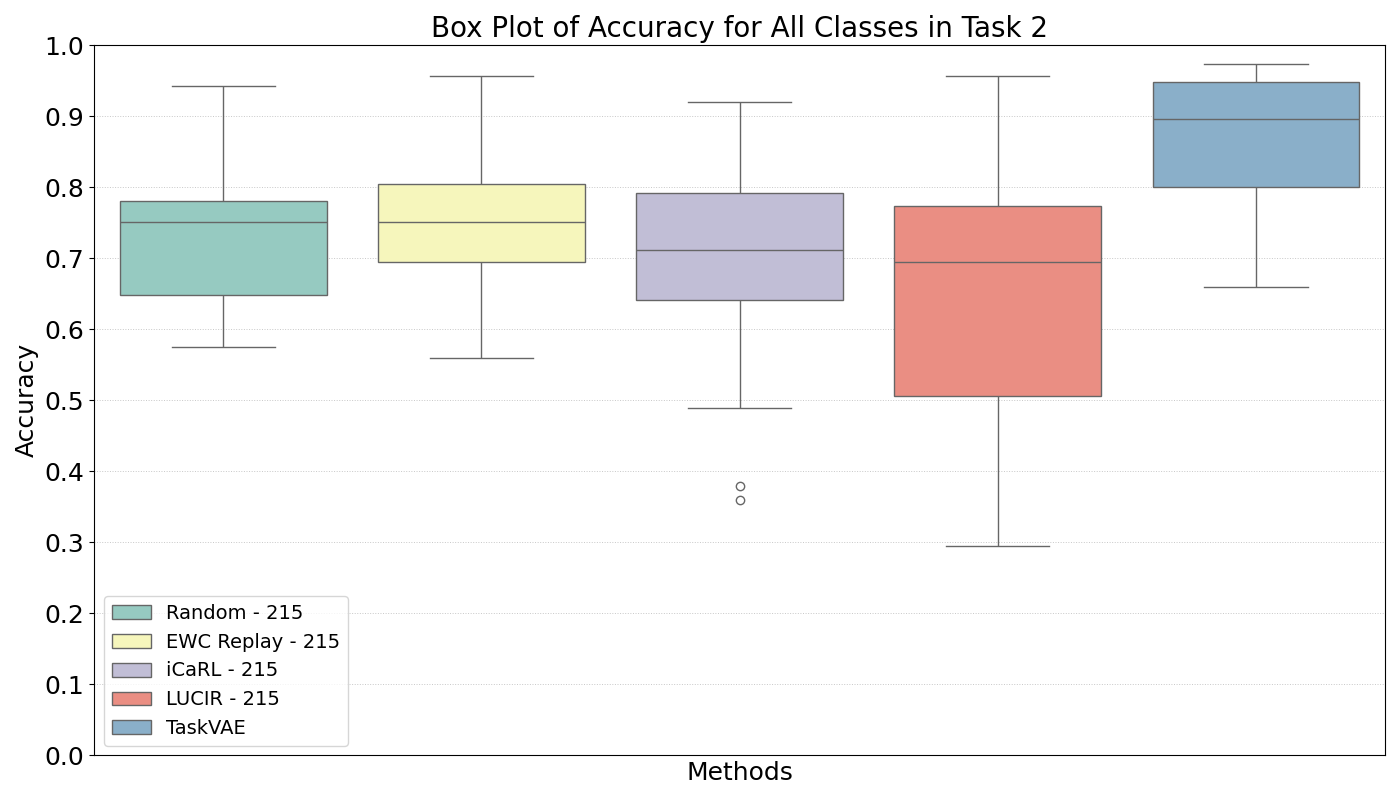 Box Plot of Accuracy for All Classes in Task 2
1.0
0.9
0.8
0.7
0.6
0.5
0.4
0.3
0.2
0.1
0.0
Accuracy
Random - 215
EWC Replay - 215
iCaRL - 215
LUCIR - 215
TaskVAE
Methods